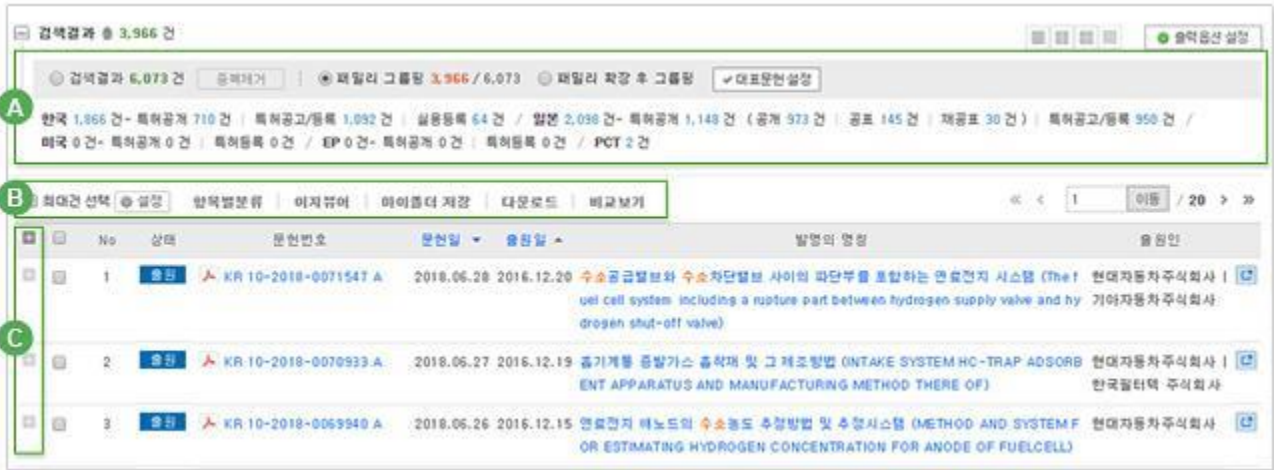 검색결과 총 3,966 건
출력옵션 설정
검색결과 6,073 건 중복제거 | 패밀리 그룹핑 3,966 / 6,073 패밀리 확장 후 그룹핑 대표문헌설정
A
한국 1,866 건- 특허공개 710 건 | 특허공고/등록 1,092 건 | 실용등록 64 건 / 일본 2,098 건- 특허공개 1,148 건 ( 공개 973 건 | 공표 145 건 | 재공표 30 건 ) | 특허공고/등록 950 건 /
미국 0 건- 특허공개 0 건 | 특허등록 0 건 / EP 0 건- 특허공개 0 건 | 특허등록 0 건 / PCT 2 건
B
최대건 선택 설정 항목별분류 | 이지뷰어 | 마이폴더 저장 | 다운로드 | 비교보기
« < 1 이동 / 20 > »
No 상태 문헌번호 문헌일 ▼ 출원일 ▲ 발명의 명칭 출원인
1 출원 KR 10-2018-0071547 A 2018.06.28 2016.12.20 수소공급밸브와 수소차단밸브 사이의 파단부를 포함하는 연료전지 시스템 (The f 현대자동차주식회사 |
uel cell system including a rupture part between hydrogen supply valve and hy 기아자동차주식회사
drogen shut-off valve)
C
2 출원 KR 10-2018-0070933 A 2018.06.27 2016.12.19 흡기계통 증발가스 흡착재 및 그 제조방법 (INTAKE SYSTEM HC-TRAP ADSORB 현대자동차주식회사 |
ENT APPARATUS AND MANUFACTURING METHOD THERE OF) 한국필터텍 주식회사
3 출원 KR 10-2018-0069940 A 2018.06.26 2016.12.15 연료전지 애노드의 수소농도 추정방법 및 추정시스템 (METHOD AND SYSTEM F 현대자동차주식회사
OR ESTIMATING HYDROGEN CONCENTRATION FOR ANODE OF FUELCELL)